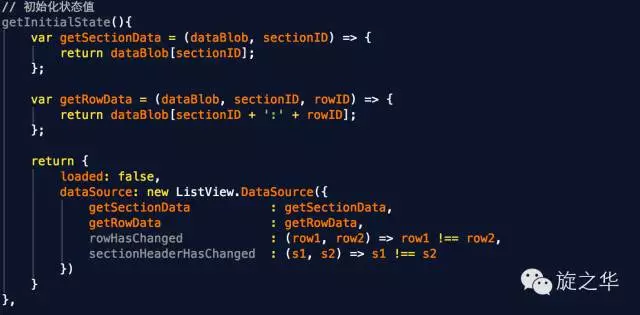 // 初始化状态值
getInitialState(){
    var getSectionData = (dataBlob, sectionID) => {
        return dataBlob[sectionID];
    };

    var getRowData = (dataBlob, sectionID, rowID) => {
        return dataBlob[sectionID + ':' + rowID];
    };

    return {
        loaded: false,
        dataSource: new ListView.DataSource({
            getSectionData          : getSectionData,
            getRowData              : getRowData,
            rowHasChanged           : (row1, row2) => row1 !== row2,
            sectionHeaderHasChanged : (s1, s2) => s1 !== s2
        })
    }
},
旋之华